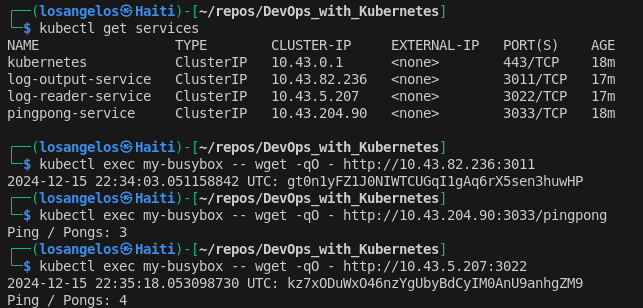 ┌──(losangelos㉿Haiti)-[~/repos/DevOps_with_Kubernetes]
└─$ kubectl get services
NAME                 TYPE        CLUSTER-IP      EXTERNAL-IP   PORT(S)    AGE
kubernetes           ClusterIP   10.43.0.1       <none>        443/TCP    18m
log-output-service   ClusterIP   10.43.82.236    <none>        3011/TCP   17m
log-reader-service   ClusterIP   10.43.5.207     <none>        3022/TCP   17m
pingpong-service     ClusterIP   10.43.204.90    <none>        3033/TCP   18m
┌──(losangelos㉿Haiti)-[~/repos/DevOps_with_Kubernetes]
└─$ kubectl exec my-busybox -- wget -qO - http://10.43.82.236:3011
2024-12-15 22:34:03.051158842 UTC: gt0n1yFZ1J0NIWTCUGqI1gAq6rX5sen3huwHP
┌──(losangelos㉿Haiti)-[~/repos/DevOps_with_Kubernetes]
└─$ kubectl exec my-busybox -- wget -qO - http://10.43.204.90:3033/pingpong
Ping / Pongs: 3
┌──(losangelos㉿Haiti)-[~/repos/DevOps_with_Kubernetes]
└─$ kubectl exec my-busybox -- wget -qO - http://10.43.5.207:3022
2024-12-15 22:35:18.053098730 UTC: kz7xODuWxO46nzYgUbyBdCyIM0AnU9anhgZM9
Ping / Pongs: 4